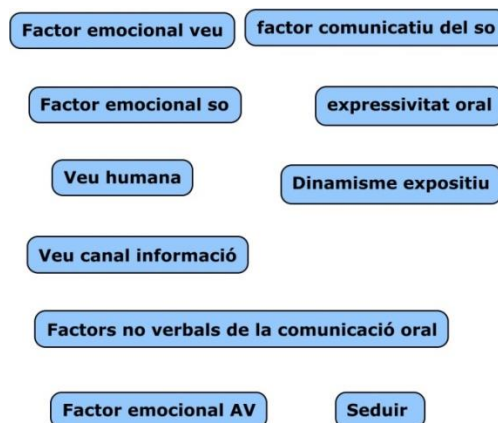 Factor emocional veu
factor comunicatiu del so
Factor emocional so
expressivitat oral
Veu humana
Dinamisme expositiu
Veu canal informació
Factors no verbals de la comunicació oral
Factor emocional AV
Seduir